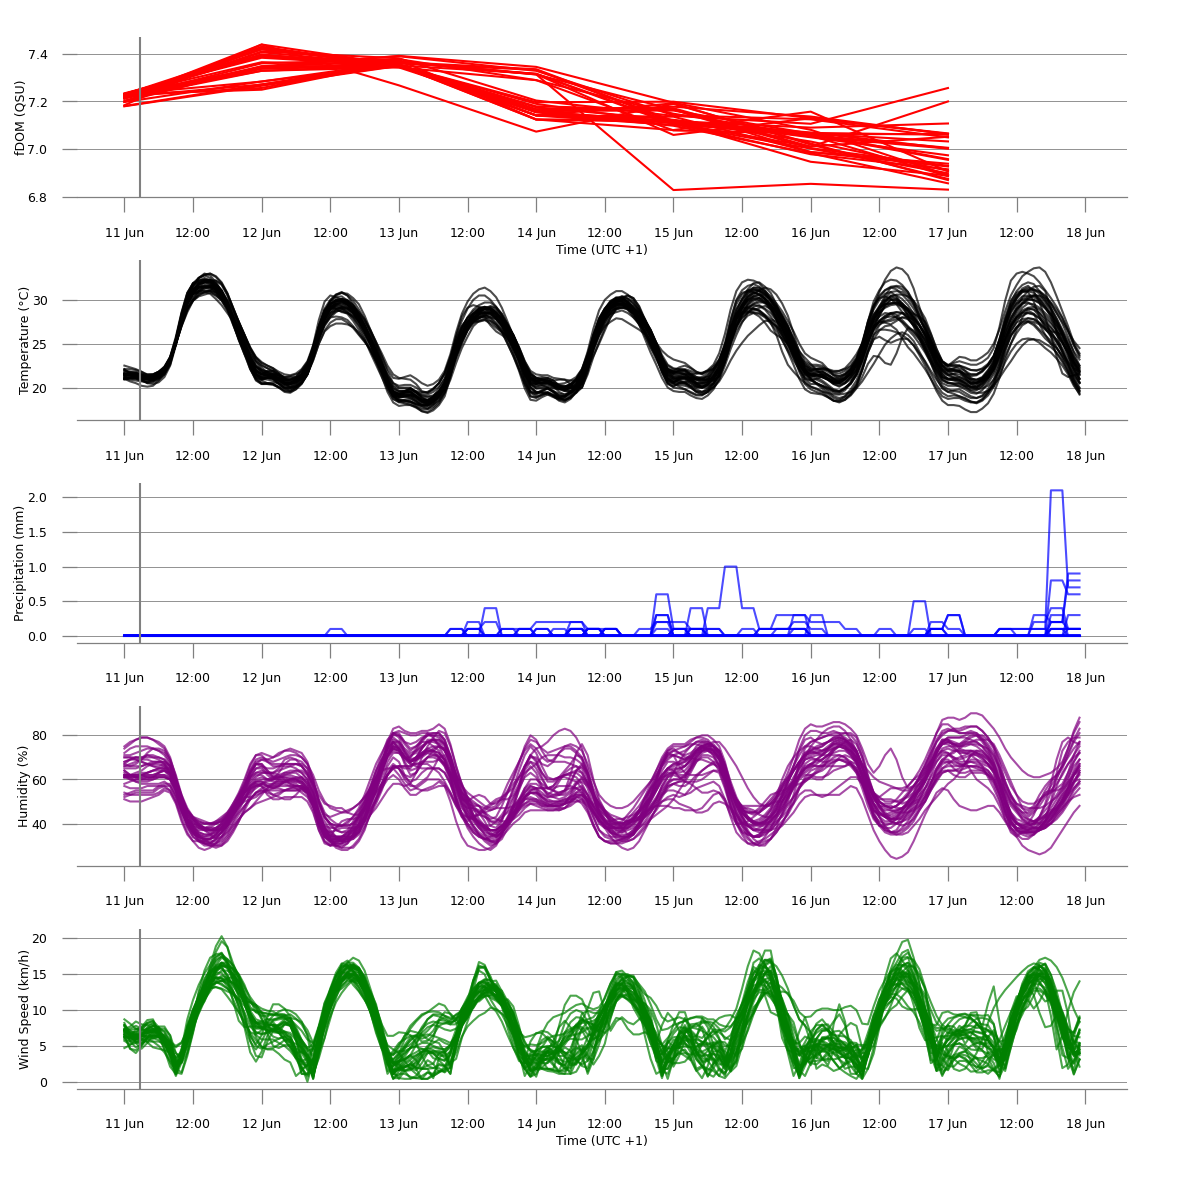 7.4
7.2
7.0
6.8
fDOM (QSU)
11 Jun 12:00 12 Jun 12:00 13 Jun 12:00 14 Jun 12:00 15 Jun 12:00 16 Jun 12:00 17 Jun 12:00 18 Jun
Time (UTC +1)
30
25
20
Temperature (°C)
11 Jun 12:00 12 Jun 12:00 13 Jun 12:00 14 Jun 12:00 15 Jun 12:00 16 Jun 12:00 17 Jun 12:00 18 Jun
2.0
1.5
1.0
0.5
0.0
Precipitation (mm)
11 Jun 12:00 12 Jun 12:00 13 Jun 12:00 14 Jun 12:00 15 Jun 12:00 16 Jun 12:00 17 Jun 12:00 18 Jun
80
60
40
Humidity (%)
11 Jun 12:00 12 Jun 12:00 13 Jun 12:00 14 Jun 12:00 15 Jun 12:00 16 Jun 12:00 17 Jun 12:00 18 Jun
20
15
10
5
0
Wind Speed (km/h)
11 Jun 12:00 12 Jun 12:00 13 Jun 12:00 14 Jun 12:00 15 Jun 12:00 16 Jun 12:00 17 Jun 12:00 18 Jun
Time (UTC +1)